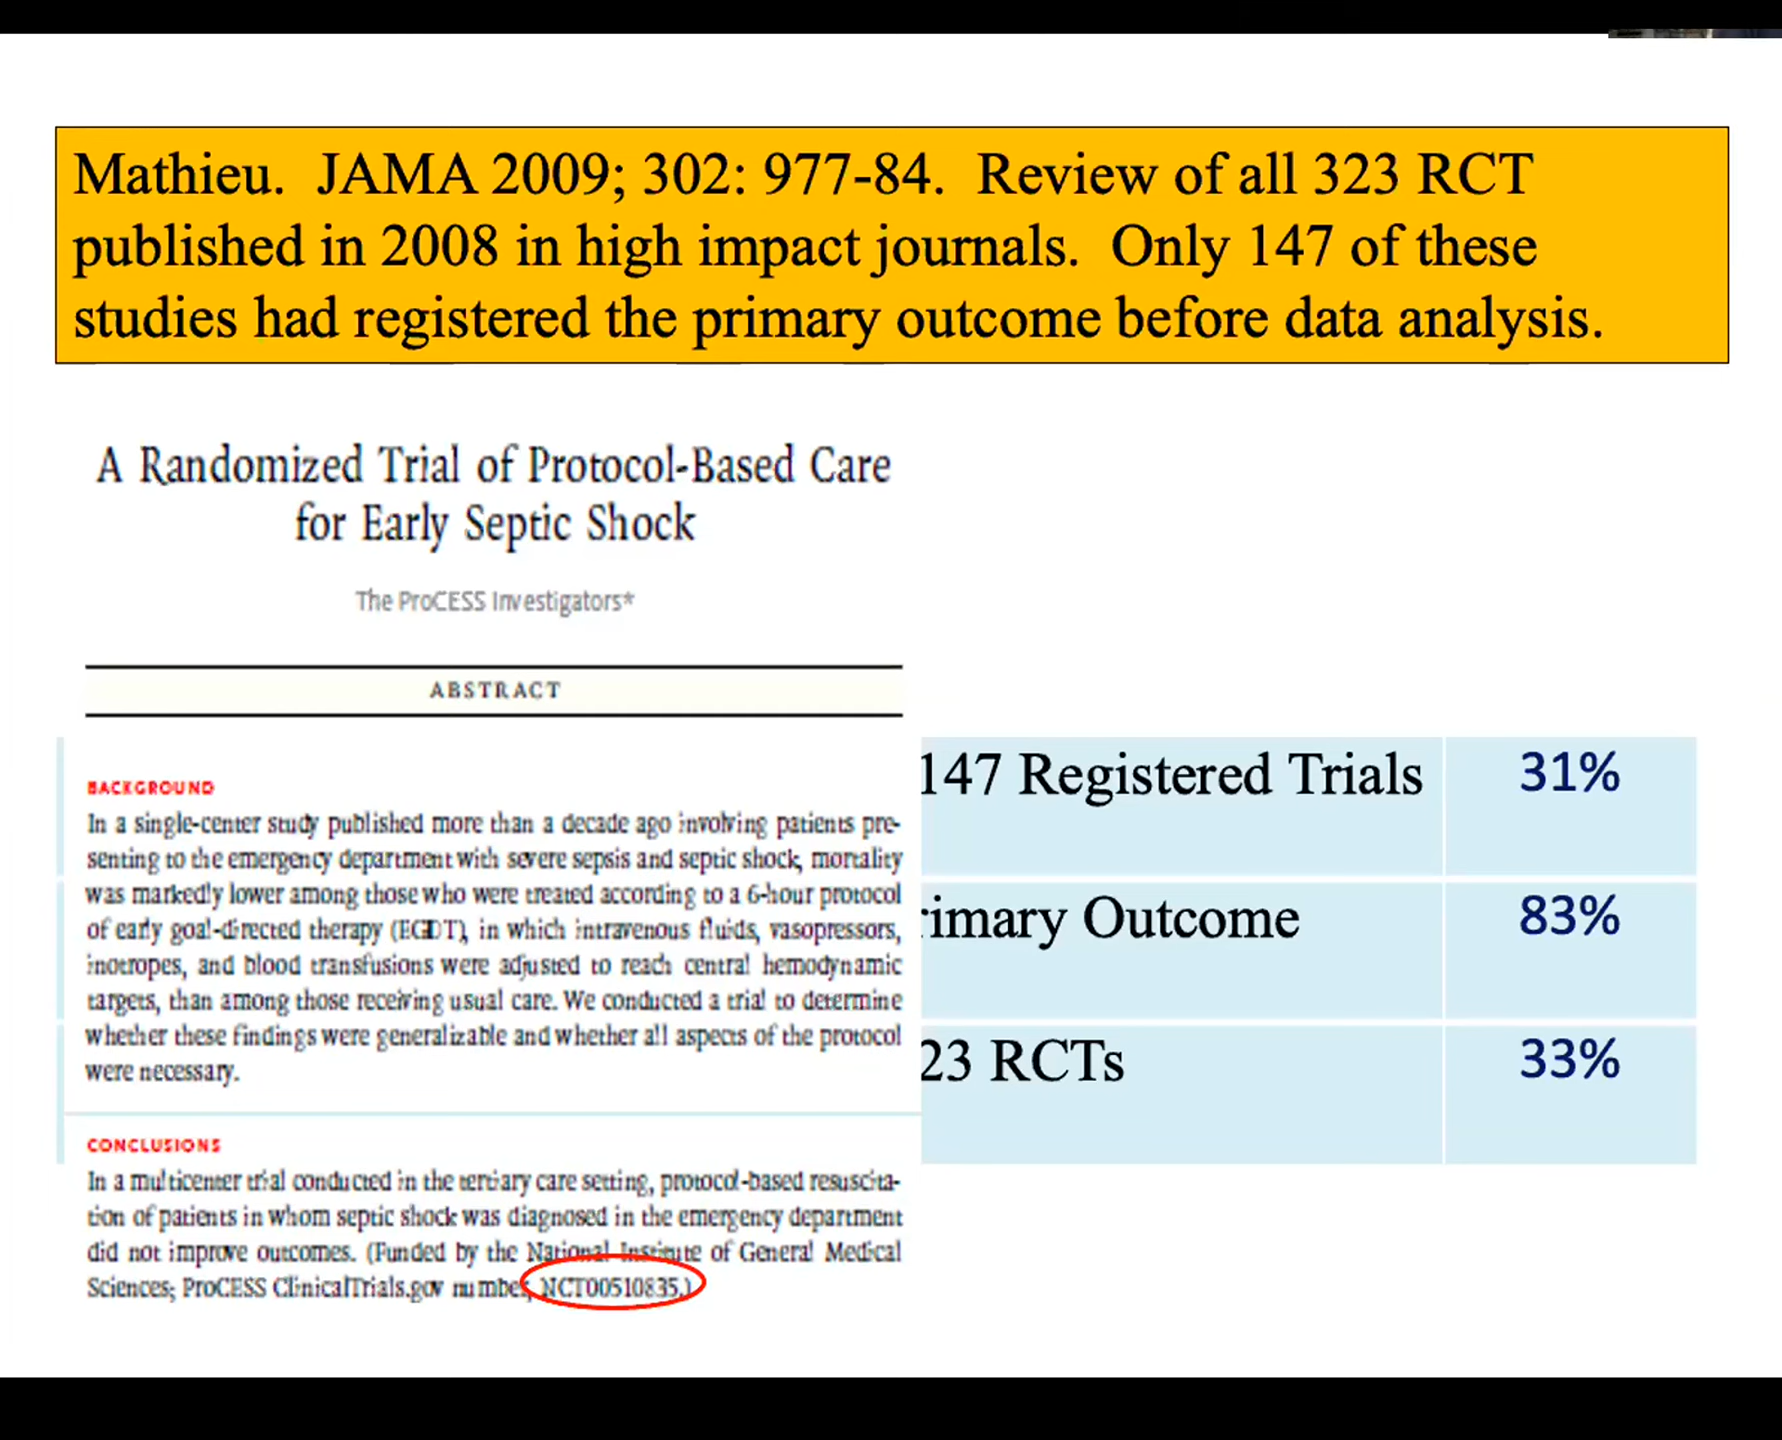 Mathieu. JAMA 2009; 302: 977-84. Review of all 323 RCT
published in 2008 in high impact journals. Only 147 of these
studies had registered the primary outcome before data analysis.
A Randomized Trial of Protocol-Based Care
for Early Septic Shock
The ProCESS Investigators*
ABSTRACT
BACKGROUND
In a single-center study published more than a decade ago involving patients pre-
senting to the emergency department with severe sepsis and septic shock, mortality
was markedly lower among those who were treated according to a 6-hour protocol
of early goal-directed therapy (EGDT), in which intravenous fluids, vasopressors,
inotropes, and blood transfusions were adjusted to reach central hemodynamic
targets, than among those receiving usual care. We conducted a trial to determine
whether these findings were generalizable and whether all aspects of the protocol
were necessary.
CONCLUSIONS
In a multicenter trial conducted in the tertiary care setting, protocol-based resuscita-
tion of patients in whom septic shock was diagnosed in the emergency department
did not improve outcomes. (Funded by the National Institute of General Medical
Sciences; ProCESS ClinicalTrials.gov number, NCT00510835.)
147 Registered Trials 31%
rimary Outcome 83%
23 RCTs 33%